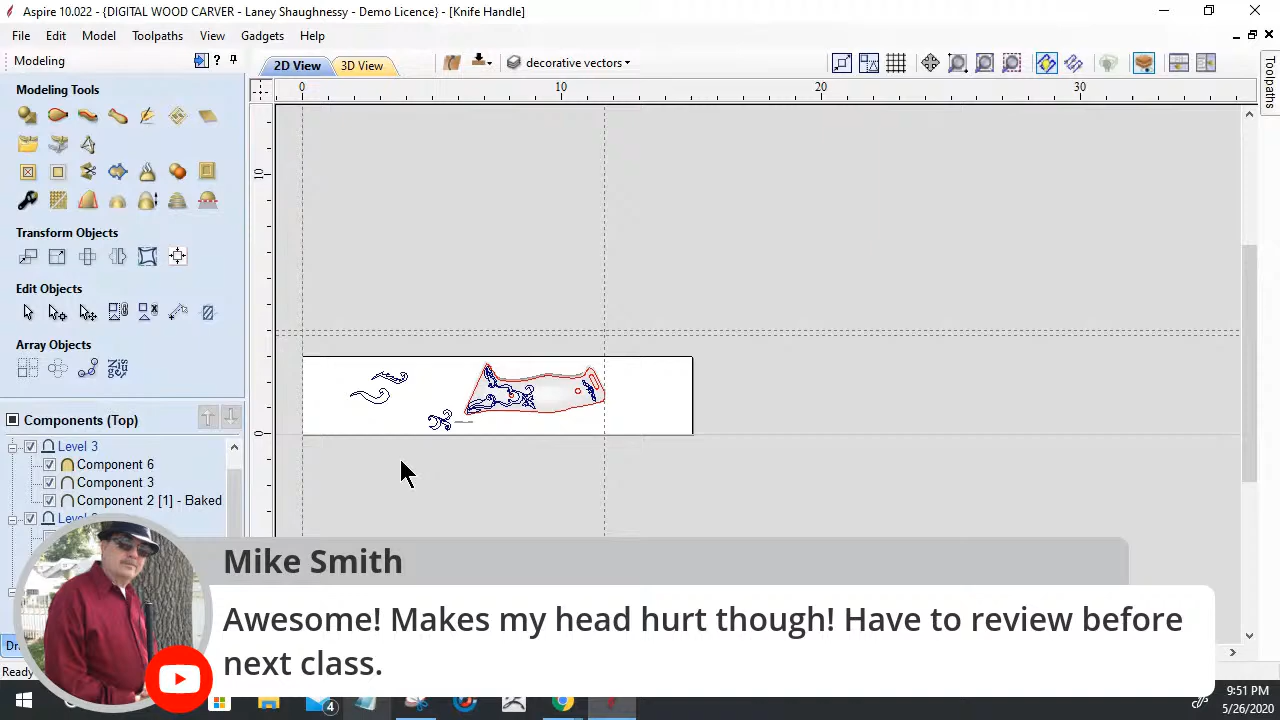 Aspire 10.022 - {DIGITAL WOOD CARVER - Laney Shaughnessy - Demo Licence} - [Knife Handle]
File Edit Model Toolpaths View Gadgets Help
Modeling ?
2D View 3D View decorative vectors
Toolpaths
0 10 20 30
10
0
Modeling Tools
Transform Objects
Edit Objects
Array Objects
Components (Top)
Level 3
Component 6
Component 3
Component 2 [1] - Baked
Mike Smith
Awesome! Makes my head hurt though! Have to review before
next class.
Ready
4
9:51 PM
5/26/2020